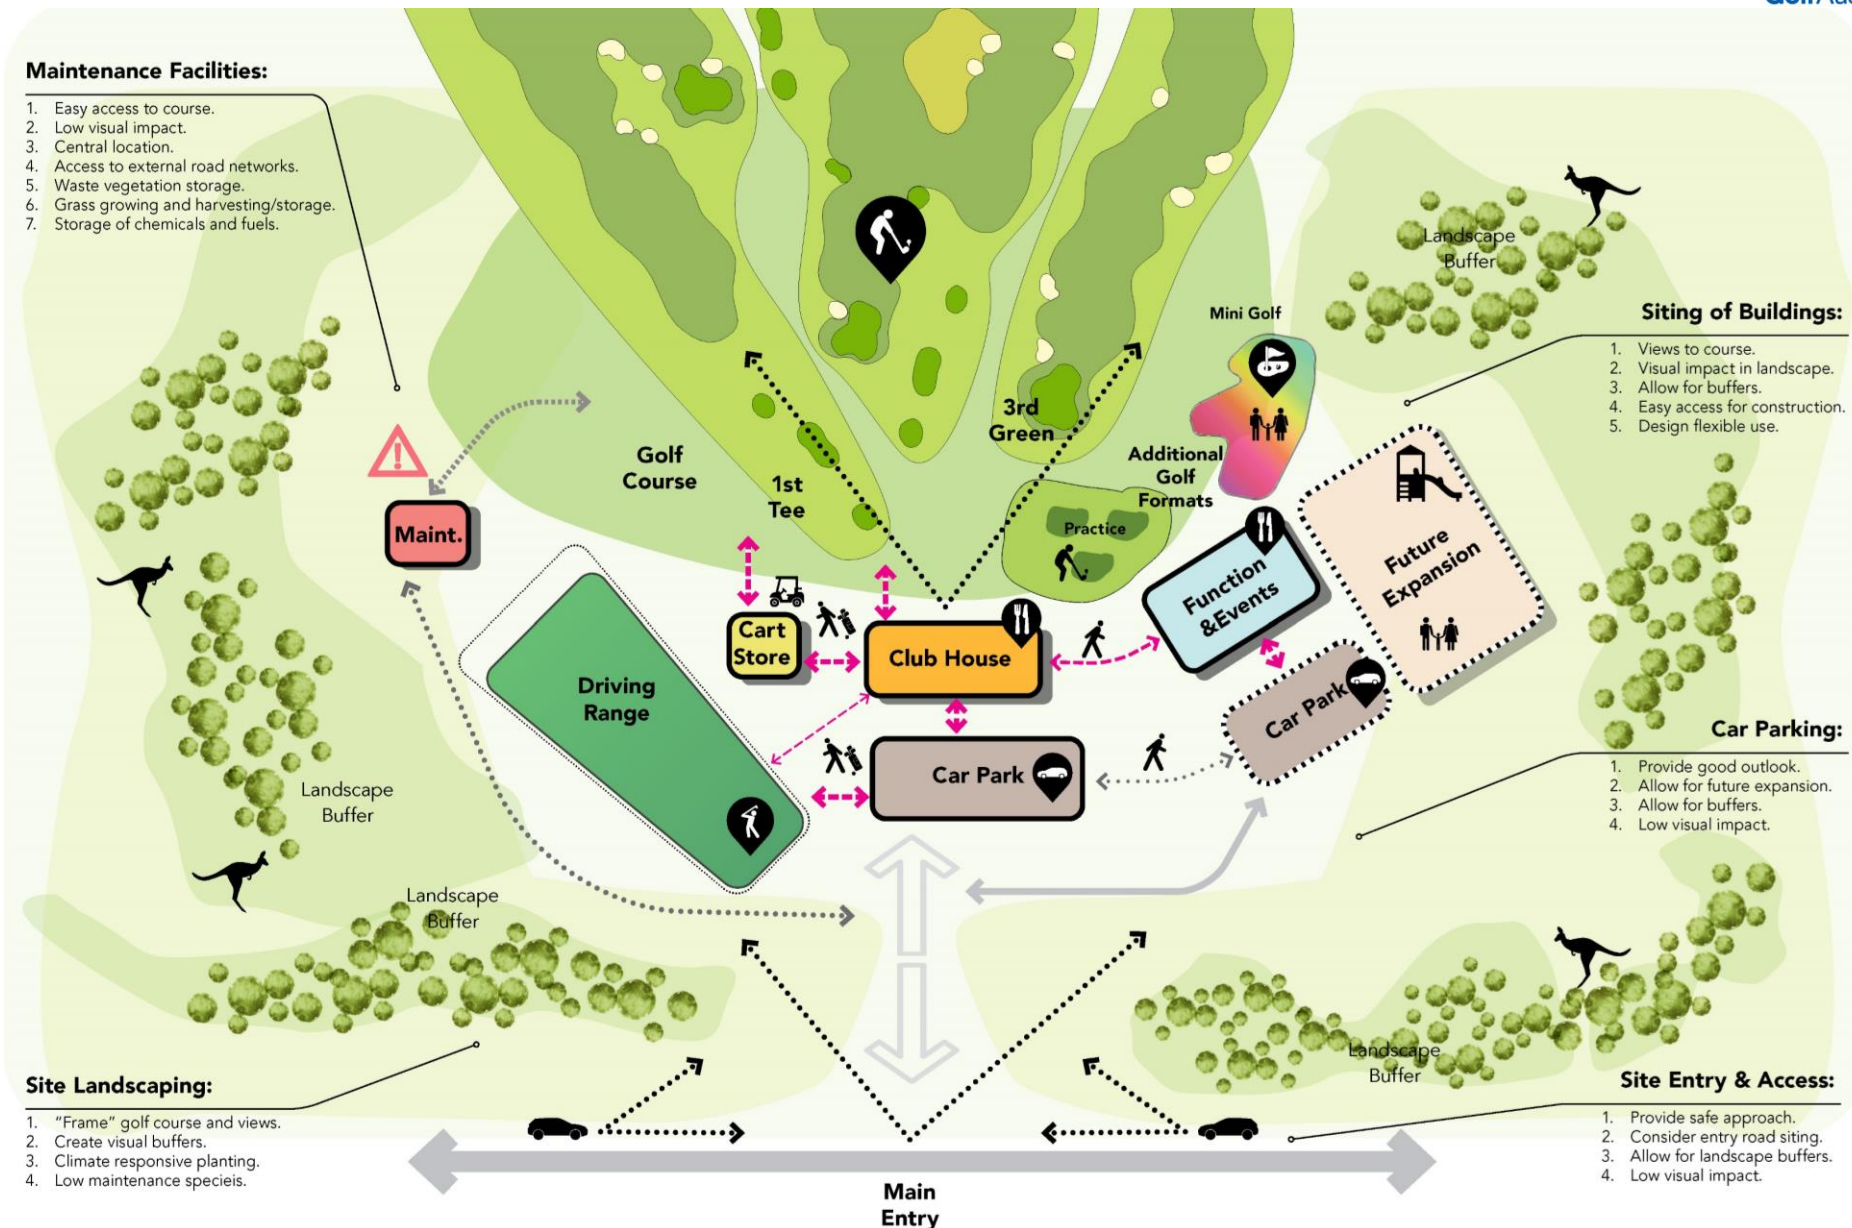 Maintenance Facilities:
1. Easy access to course.
2. Low visual impact.
3. Central location.
4. Access to external road networks.
5. Waste vegetation storage.
6. Grass growing and harvesting/storage.
7. Storage of chemicals and fuels.
Landscape
Buffer
Mini Golf
Siting of Buildings:
1. Views to course.
2. Visual impact in landscape.
3. Allow for buffers.
4. Easy access for construction.
5. Design flexible use.
3rd
Green
Golf
Course
1st
Tee
Additional
Golf
Formats
Practice
Maint.
Future
Expansion
Function
&Events
Cart
Store
Club House
Driving
Range
Car Park
Car Park
Car Parking:
1. Provide good outlook.
2. Allow for future expansion.
3. Allow for buffers.
4. Low visual impact.
Landscape
Buffer
Landscape
Buffer
Landscape
Buffer
Site Landscaping:
1. "Frame" golf course and views.
2. Create visual buffers.
3. Climate responsive planting.
4. Low maintenance specieis.
Site Entry & Access:
1. Provide safe approach.
2. Consider entry road siting.
3. Allow for landscape buffers.
4. Low visual impact.
Main
Entry